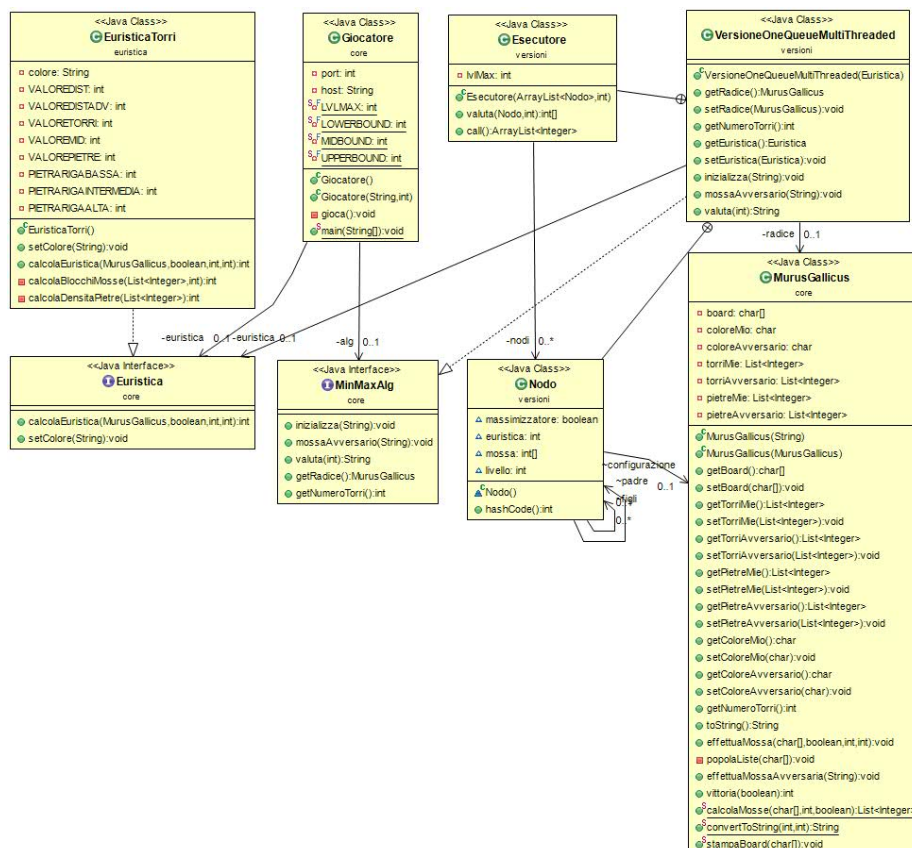 <<Java Class>>
EuristicaTorri
euristica
colore: String
VALOREDIST: int
VALOREDISTADV: int
VALORETORRI: int
VALOREMID: int
VALOREPIETRE: int
PIETRARIGABASSA: int
PIETRARIGAINTERMEDIA: int
PIETRARIGAALTA: int
EuristicaTorri()
setColore(String):void
calcolaEuristica(MurusGallicus,boolean,int,int):int
calcolaBlocchiMosse(List<Integer>,int):int
calcolaDensitaPietre(List<Integer>):int
<<Java Class>>
Giocatore
core
port: int
host: String
LVLMAX: int
LOWERBOUND: int
MIDBOUND: int
UPPERBOUND: int
Giocatore()
Giocatore(String,int)
gioca():void
main(String[]):void
<<Java Class>>
Esecutore
versioni
lvlMax: int
Esecutore(ArrayList<Nodo>,int)
valuta(Nodo,int):int[]
call():ArrayList<Integer>
<<Java Class>>
VersioneOneQueueMultiThreaded
versioni
VersioneOneQueueMultiThreaded(Euristica)
getRadice():MurusGallicus
setRadice(MurusGallicus):void
getNumeroTorri():int
getEuristica():Euristica
setEuristica(Euristica):void
inizializza(String):void
mossaAvversario(String):void
valuta(int):String
-radice 0..1
-euristica 0..1
-euristica 0..1
-alg 0..1
-nodi 0..*
<<Java Interface>>
Euristica
core
calcolaEuristica(MurusGallicus,boolean,int,int):int
setColore(String):void
<<Java Interface>>
MinMaxAlg
core
inizializza(String):void
mossaAvversario(String):void
valuta(int):String
getRadice():MurusGallicus
getNumeroTorri():int
<<Java Class>>
Nodo
versioni
massimizzatore: boolean
euristica: int
mossa: int[]
livello: int
Nodo()
hashCode():int
~configurazione
0..1
~padre
~figli
0..*
<<Java Class>>
MurusGallicus
core
board: char[]
coloreMio: char
coloreAvversario: char
torriMie: List<Integer>
torriAvversario: List<Integer>
pietreMie: List<Integer>
pietreAvversario: List<Integer>
MurusGallicus(String)
MurusGallicus(MurusGallicus)
getBoard():char[]
setBoard(char[]):void
getTorriMie():List<Integer>
setTorriMie(List<Integer>):void
getTorriAvversario():List<Integer>
setTorriAvversario(List<Integer>):void
getPietreMie():List<Integer>
setPietreMie(List<Integer>):void
getPietreAvversario():List<Integer>
setPietreAvversario(List<Integer>):void
getColoreMio():char
setColoreMio(char):void
getColoreAvversario():char
setColoreAvversario(char):void
getNumeroTorri():int
toString():String
effettuaMossa(char[],boolean,int,int):void
popolaListe(char[]):void
effettuaMossaAvversaria(String):void
vittoria(boolean):int
calcolaMosse(char[],int,boolean):List<Integer>
convertToString(int,int):String
stampaBoard(char[]):void